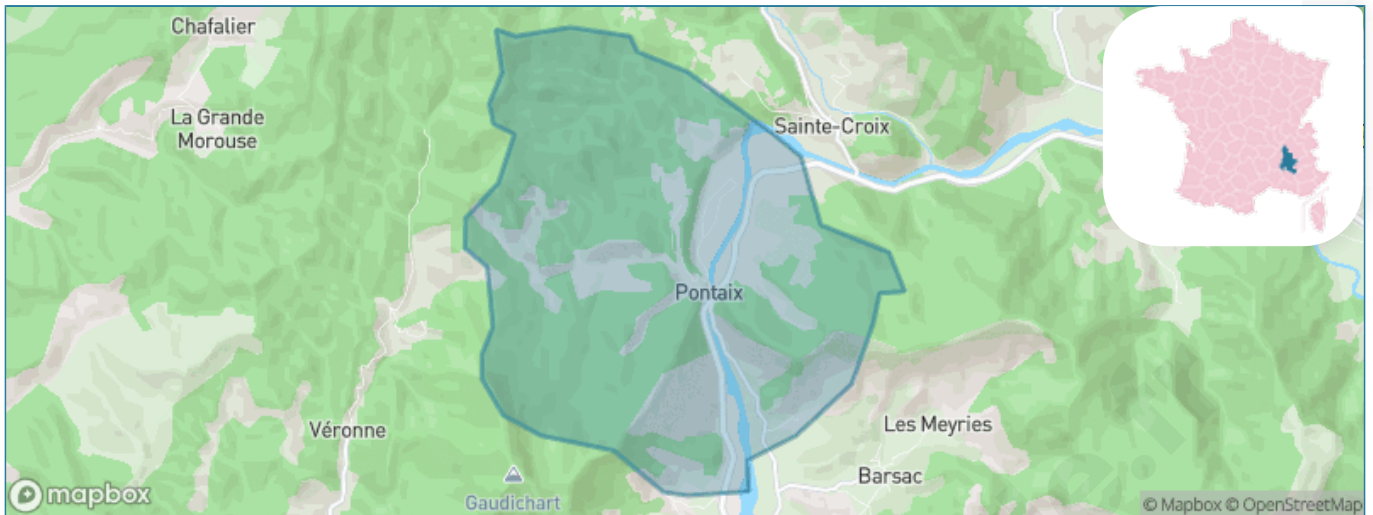 Chafalier
La Grande
Morouse
Sainte-Croix
Pontaix
Véronne
Les Meyries
Barsac
Gaudichart
mapbox
© Mapbox © OpenStreetMap